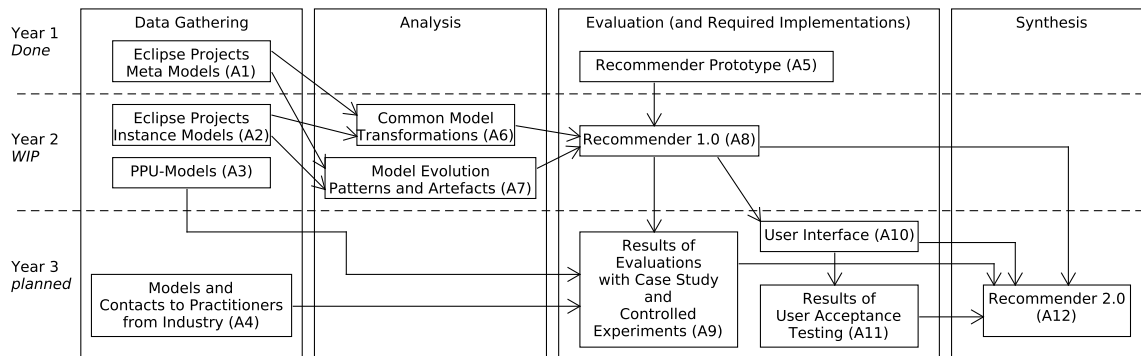 Data Gathering
Analysis
Evaluation (and Required Implementations)
Synthesis
Year 1
Done
Eclipse Projects
Meta Models (A1)
Recommender Prototype (A5)
Year 2
WIP
Eclipse Projects
Instance Models (A2)
PPU-Models (A3)
Common Model
Transformations (A6)
Model Evolution
Patterns and Artefacts (A7)
Recommender 1.0 (A8)
Year 3
planned
Models and
Contacts to Practitioners
from Industry (A4)
Results of
Evaluations
with Case Study
and
Controlled
Experiments (A9)
User Interface (A10)
Results of
User Acceptance
Testing (A11)
Recommender 2.0
(A12)